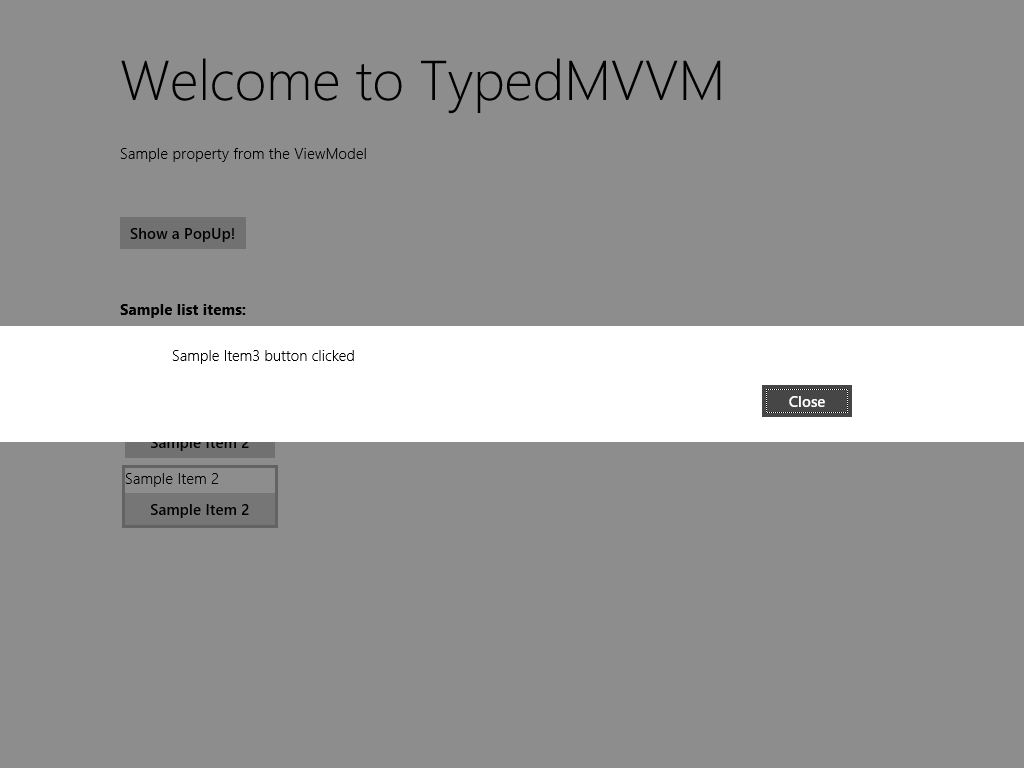 Welcome to TypedMVVM
Sample property from the ViewModel
Show a PopUp!
Sample list items:
Sample Item3 button clicked
Close
Sample Item 2
Sample Item 2
Sample Item 2